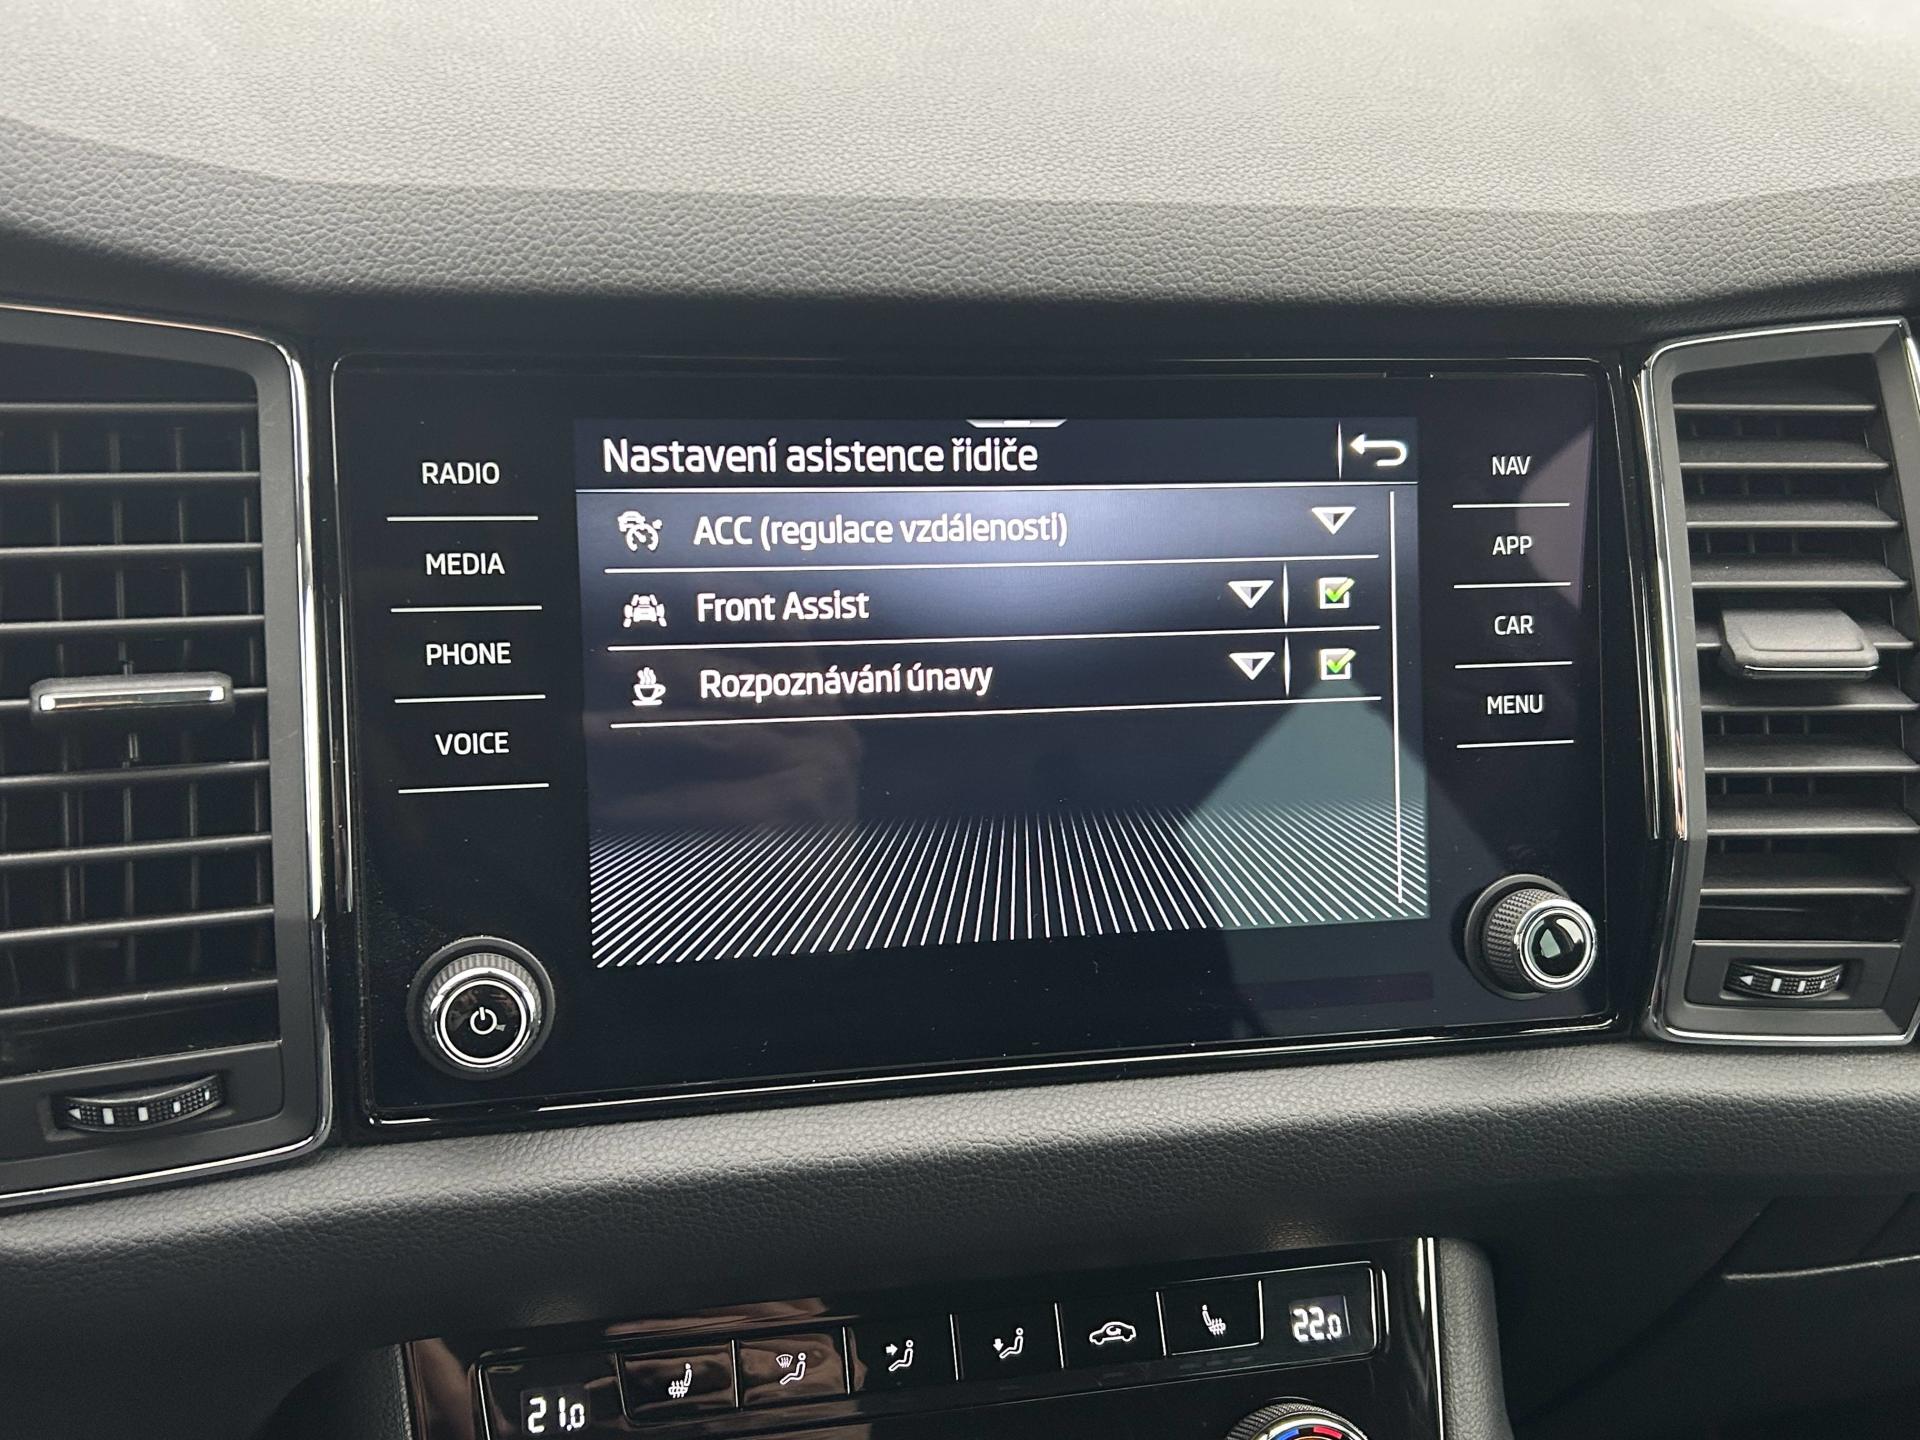 Nastavení asistence řidiče
ACC (regulace vzdálenosti)
Front Assist
Rozpoznávání únavy
RADIO
MEDIA
PHONE
VOICE
NAV
APP
CAR
MENU
21.0
22.0